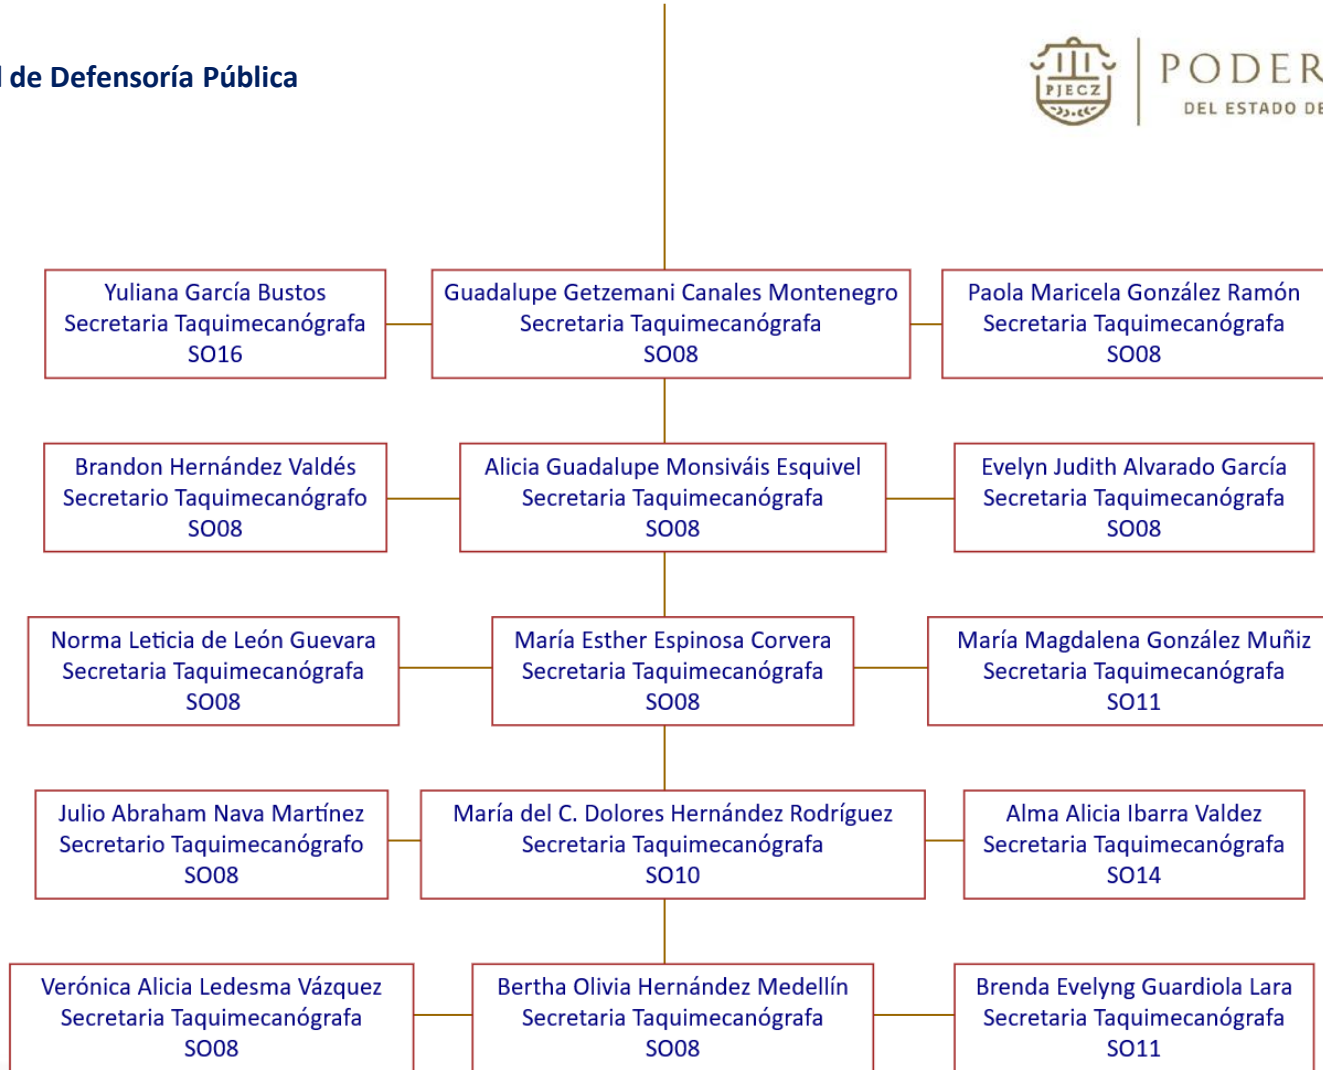 de Defensoría Pública
PJECZ
PODER
DEL ESTADO DE
Yuliana García Bustos
Secretaria Taquimecanógrafa
SO16
Guadalupe Getzemani Canales Montenegro
Secretaria Taquimecanógrafa
SO08
Paola Maricela González Ramón
Secretaria Taquimecanógrafa
SO08
Brandon Hernández Valdés
Secretario Taquimecanógrafo
SO08
Alicia Guadalupe Monsiváis Esquivel
Secretaria Taquimecanógrafa
SO08
Evelyn Judith Alvarado García
Secretaria Taquimecanógrafa
SO08
Norma Leticia de León Guevara
Secretaria Taquimecanógrafa
SO08
María Esther Espinosa Corvera
Secretaria Taquimecanógrafa
SO08
María Magdalena González Muñiz
Secretaria Taquimecanógrafa
SO11
Julio Abraham Nava Martínez
Secretario Taquimecanógrafo
SO08
María del C. Dolores Hernández Rodríguez
Secretaria Taquimecanógrafa
SO10
Alma Alicia Ibarra Valdez
Secretaria Taquimecanógrafa
SO14
Verónica Alicia Ledesma Vázquez
Secretaria Taquimecanógrafa
SO08
Bertha Olivia Hernández Medellín
Secretaria Taquimecanógrafa
SO08
Brenda Evelyng Guardiola Lara
Secretaria Taquimecanógrafa
SO11